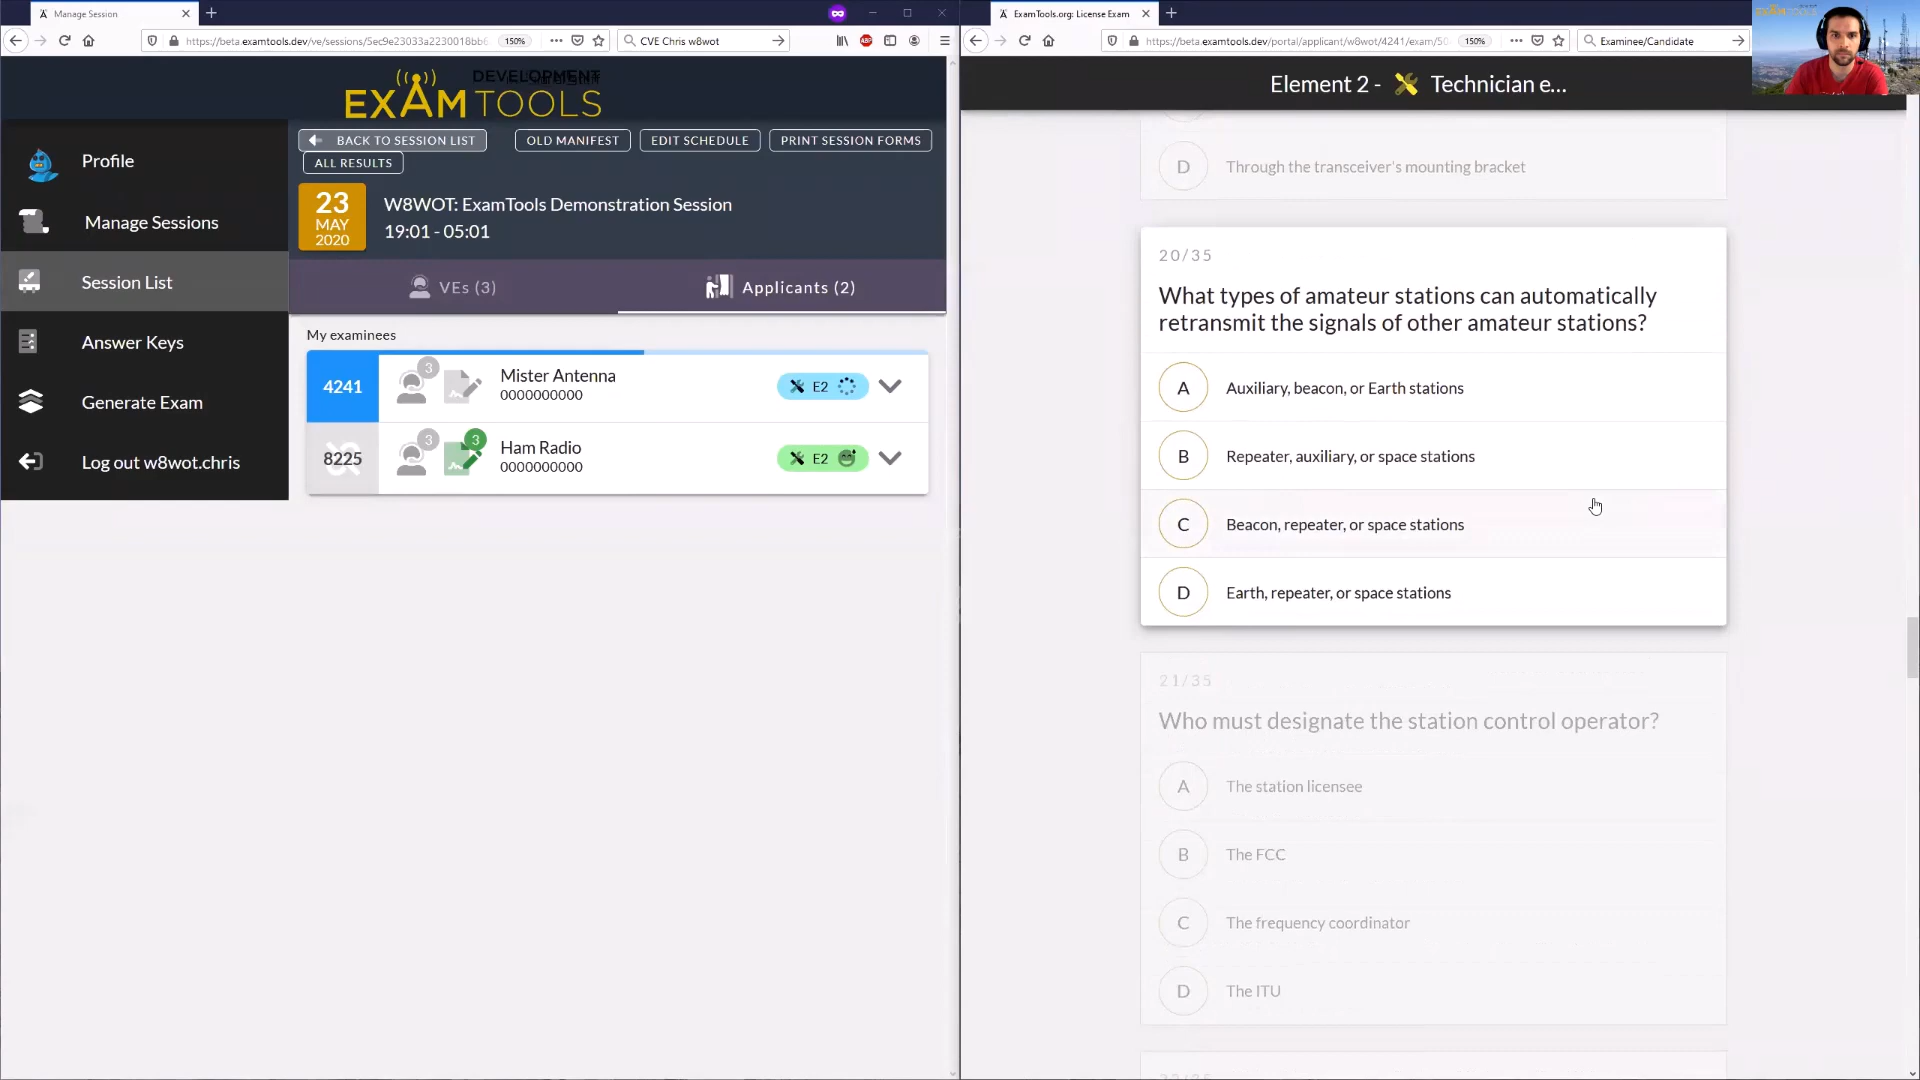 Manage Session
https://beta.examtools.dev/ve/sessions/5ec9e23033a2230018bb6
150%
CVE Chris w8wot
ABP
DEVELOPMENT
EXAMTOOLS
Profile
Manage Sessions
Session List
Answer Keys
Generate Exam
Log out w8wot.chris
BACK TO SESSION LIST
OLD MANIFEST
EDIT SCHEDULE
PRINT SESSION FORMS
ALL RESULTS
23
MAY
2020
W8WOT: ExamTools Demonstration Session
19:01 - 05:01
VEs (3)
Applicants (2)
My examinees
4241
3
Mister Antenna
0000000000
E2
8225
3
3
Ham Radio
0000000000
E2
ExamTools.org: License Exam
https://beta.examtools.dev/portal/applicant/w8wot/4241/exam/5
150%
Examinee/Candidate
Element 2 - Technician e...
D
Through the transceiver's mounting bracket
20/35
What types of amateur stations can automatically
retransmit the signals of other amateur stations?
A
Auxiliary, beacon, or Earth stations
B
Repeater, auxiliary, or space stations
C
Beacon, repeater, or space stations
D
Earth, repeater, or space stations
21/35
Who must designate the station control operator?
A
The station licensee
B
The FCC
C
The frequency coordinator
D
The ITU